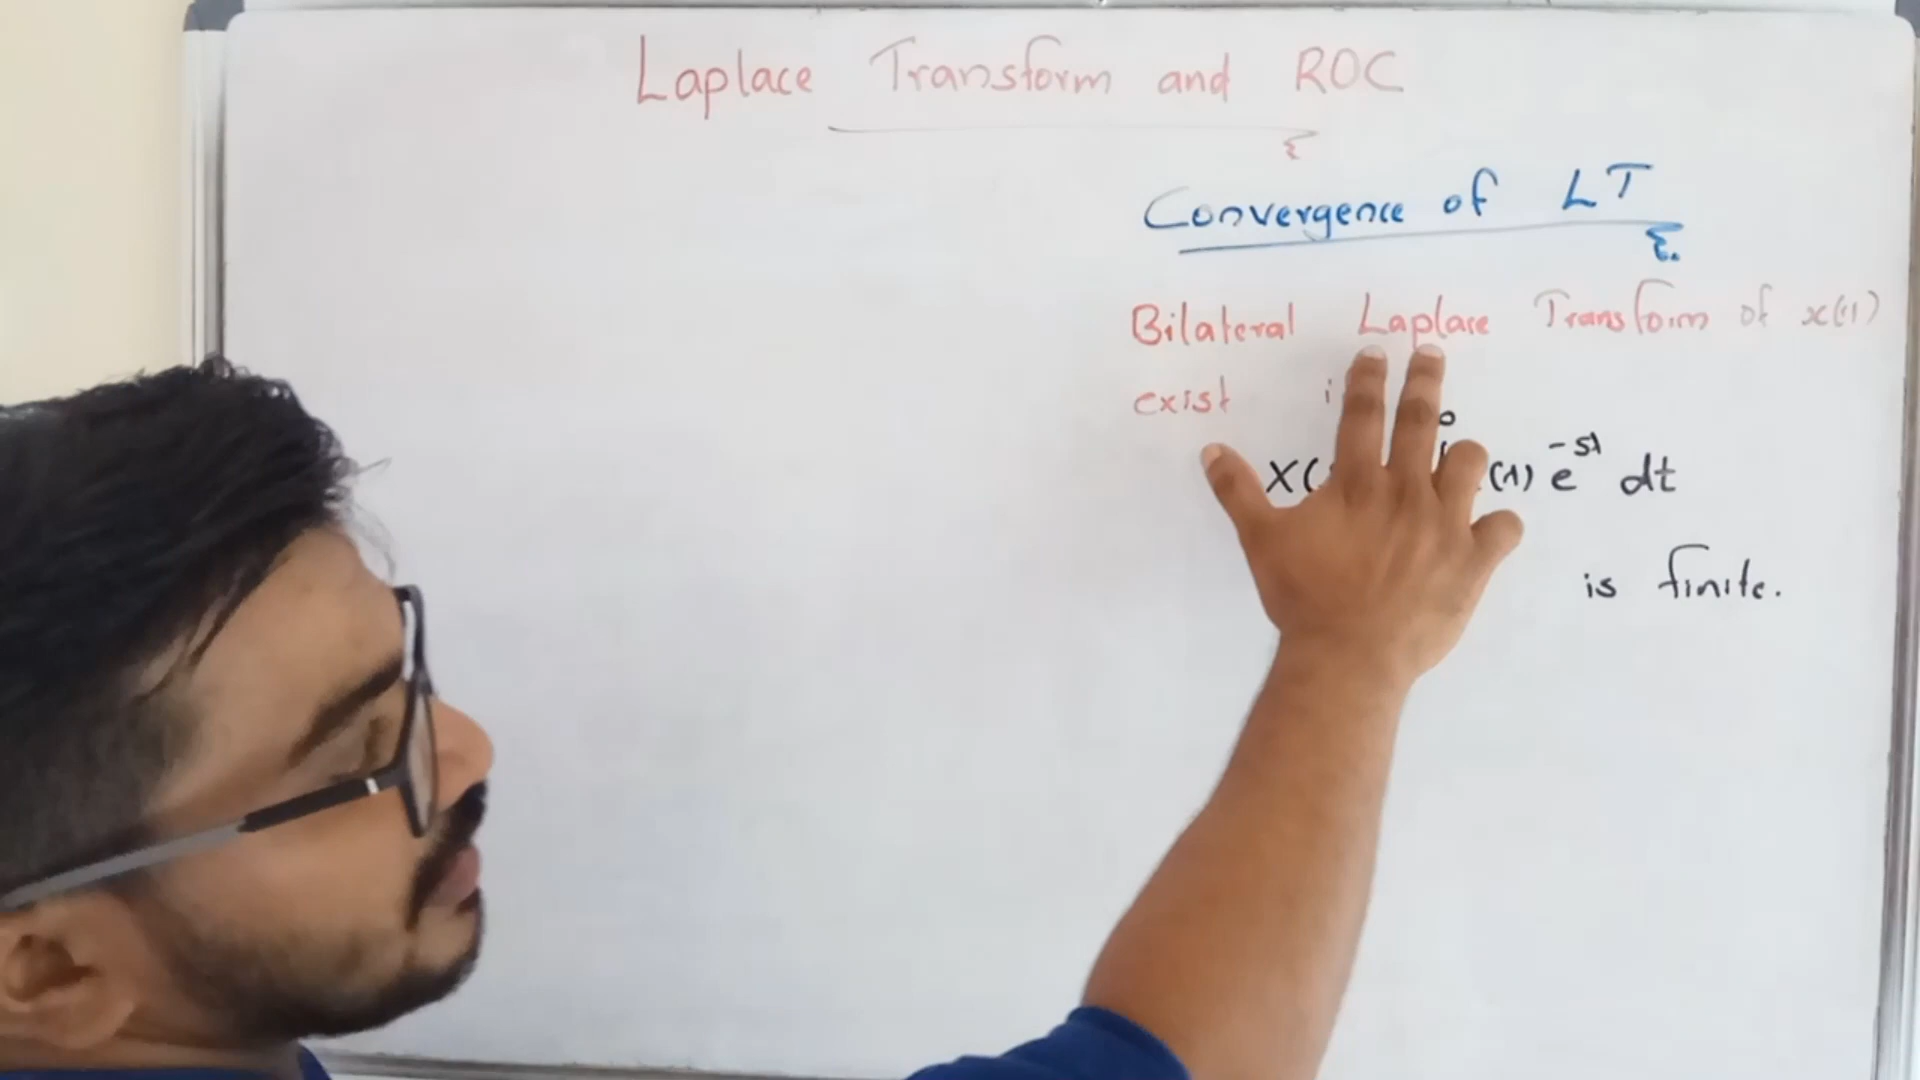 Laplace Transform and ROC
Convergence of LT
Bilateral Laplace Transform of x(t)
exist
X( (t) e^-st dt
is finite.